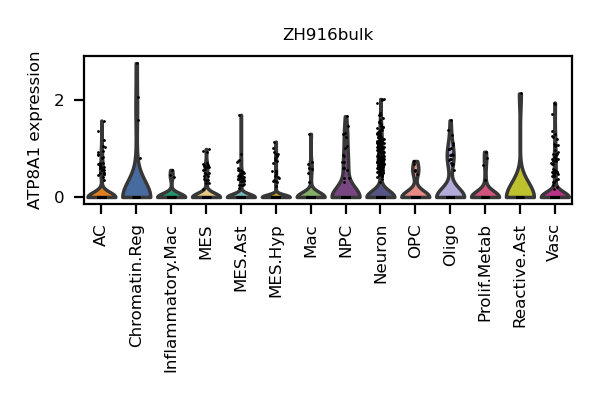 ZH916bulk
ATP8A1 expression
2
0
AC
Chromatin.Reg
Inflammatory.Mac
MES
MES.Ast
MES.Hyp
Mac
NPC
Neuron
OPC
Oligo
Prolif.Metab
Reactive.Ast
Vasc